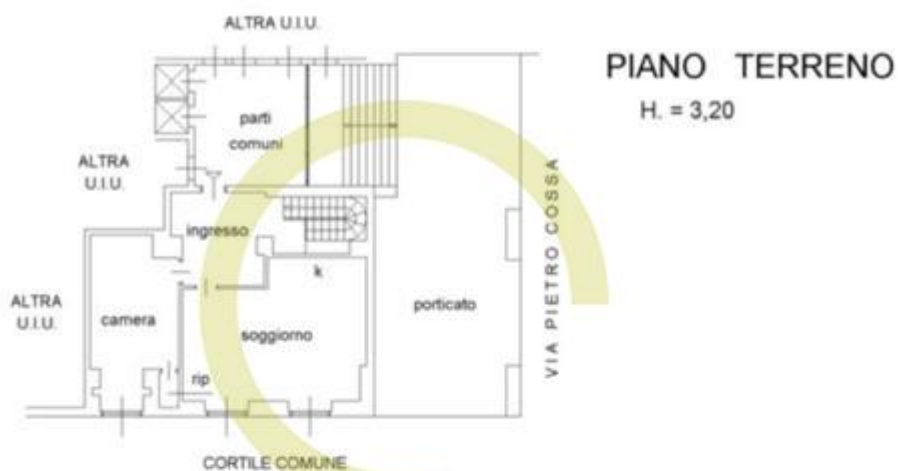 ALTRA U.I.U.
PIANO TERRENO
H. = 3,20
parti
comuni
ALTRA
U.I.U.
ingresso
VIA PIETRO COSSA
k
ALTRA
U.I.U.
camera
soggiorno
porticato
rip
CORTILE COMUNE